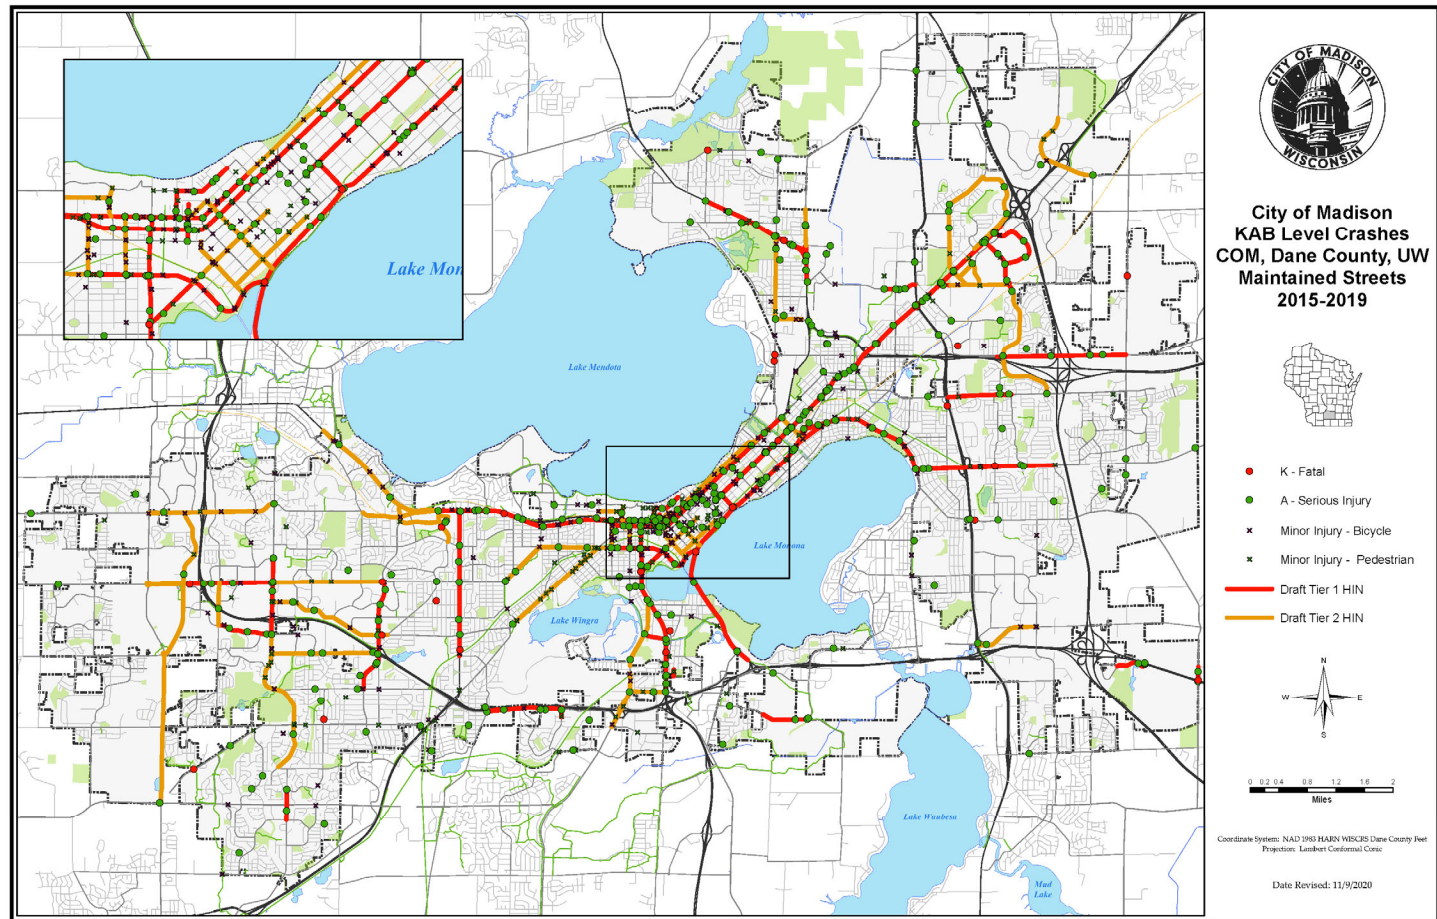 Lake Mon
Lake Mendota
Lake Monona
Lake Wingra
Lake Waubesa
Mud
Lake
CITY OF MADISON
WISCONSIN
City of Madison
KAB Level Crashes
COM, Dane County, UW
Maintained Streets
2015-2019
K - Fatal
A - Serious Injury
Minor Injury - Bicycle
Minor Injury - Pedestrian
Draft Tier 1 HIN
Draft Tier 2 HIN
N
W E
S
0 0.2 0.4 0.8 1.2 1.6 2
Miles
Coordinate System: NAD 1983 HARN WISCRS Dane County Feet
Projection: Lambert Conformal Conic
Date Revised: 11/9/2020